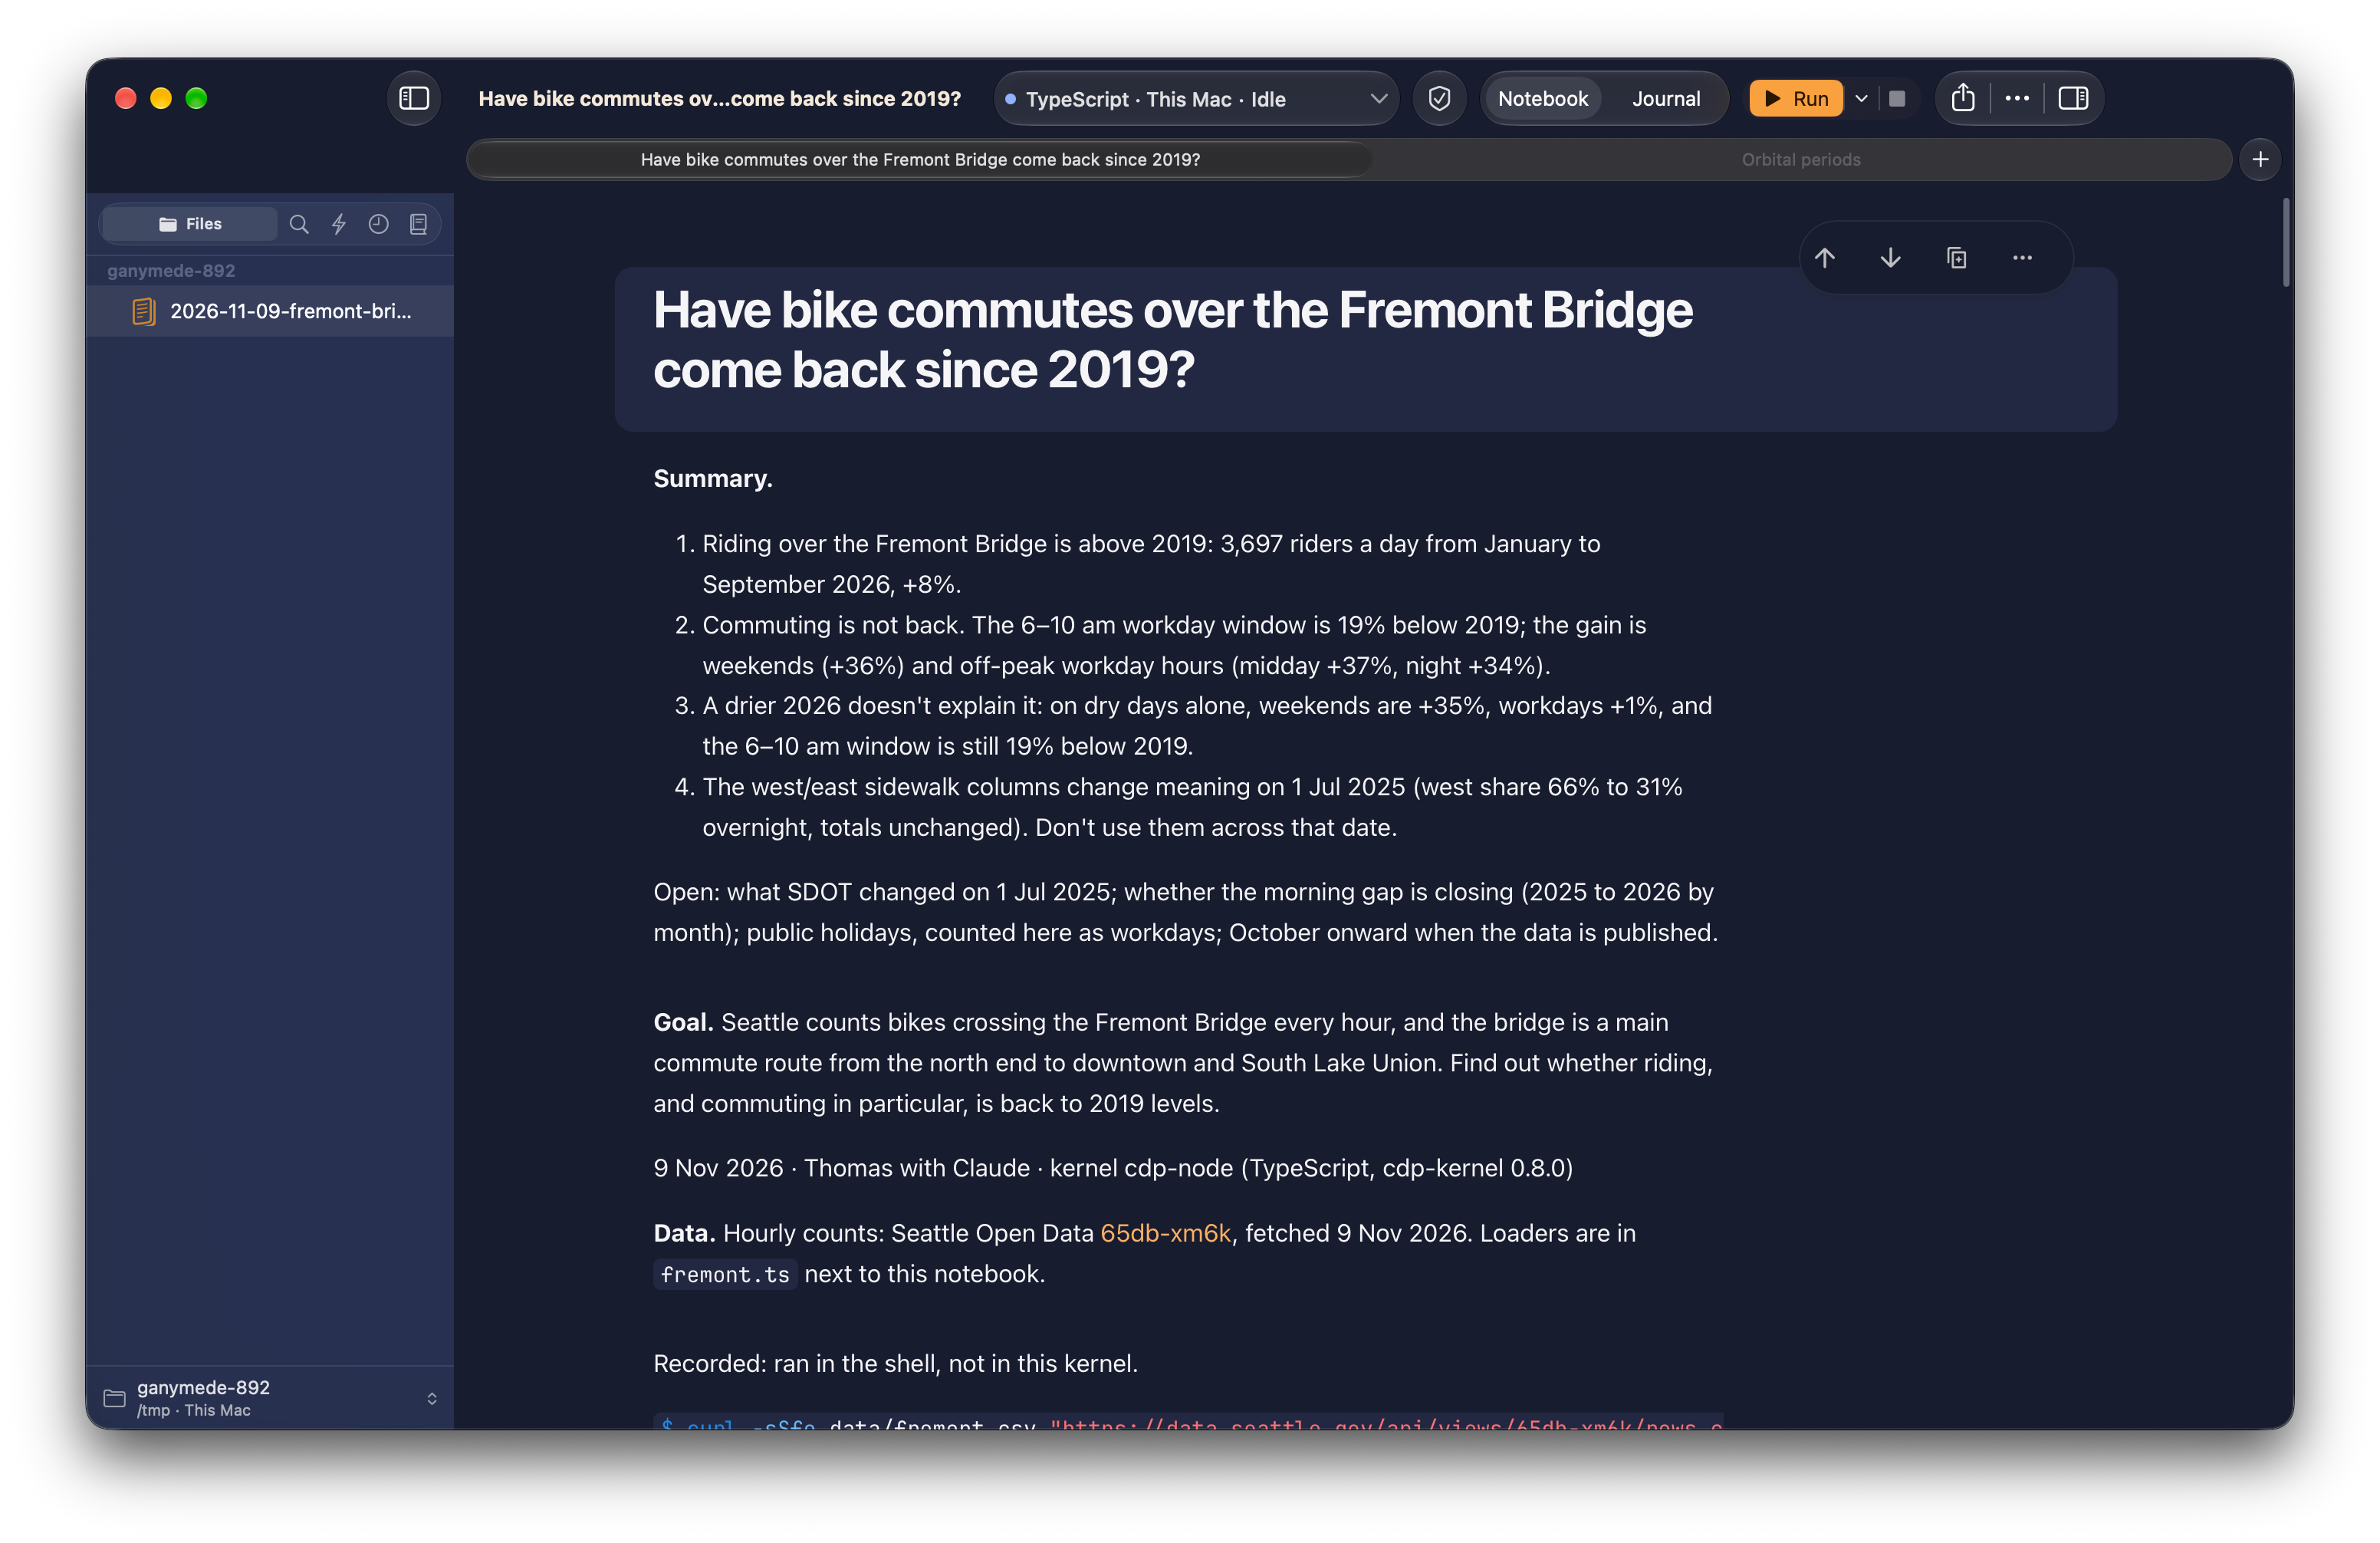 Have bike commutes ov...come back since 2019?
TypeScript · This Mac · Idle
Notebook
Journal
Run
Have bike commutes over the Fremont Bridge come back since 2019?
Orbital periods
Files
ganymede-892
2026-11-09-fremont-bri...
Have bike commutes over the Fremont Bridge
come back since 2019?
Summary.
1. Riding over the Fremont Bridge is above 2019: 3,697 riders a day from January to
September 2026, +8%.
2. Commuting is not back. The 6–10 am workday window is 19% below 2019; the gain is
weekends (+36%) and off-peak workday hours (midday +37%, night +34%).
3. A drier 2026 doesn't explain it: on dry days alone, weekends are +35%, workdays +1%, and
the 6–10 am window is still 19% below 2019.
4. The west/east sidewalk columns change meaning on 1 Jul 2025 (west share 66% to 31%
overnight, totals unchanged). Don't use them across that date.
Open: what SDOT changed on 1 Jul 2025; whether the morning gap is closing (2025 to 2026 by
month); public holidays, counted here as workdays; October onward when the data is published.
Goal. Seattle counts bikes crossing the Fremont Bridge every hour, and the bridge is a main
commute route from the north end to downtown and South Lake Union. Find out whether riding,
and commuting in particular, is back to 2019 levels.
9 Nov 2026 · Thomas with Claude · kernel cdp-node (TypeScript, cdp-kernel 0.8.0)
Data. Hourly counts: Seattle Open Data 65db-xm6k, fetched 9 Nov 2026. Loaders are in
fremont.ts next to this notebook.
Recorded: ran in the shell, not in this kernel.
$ curl -sSfo data/fremont.csv "https://data.seattle.gov/api/views/65db-xm6k/rows.c
ganymede-892
/tmp · This Mac